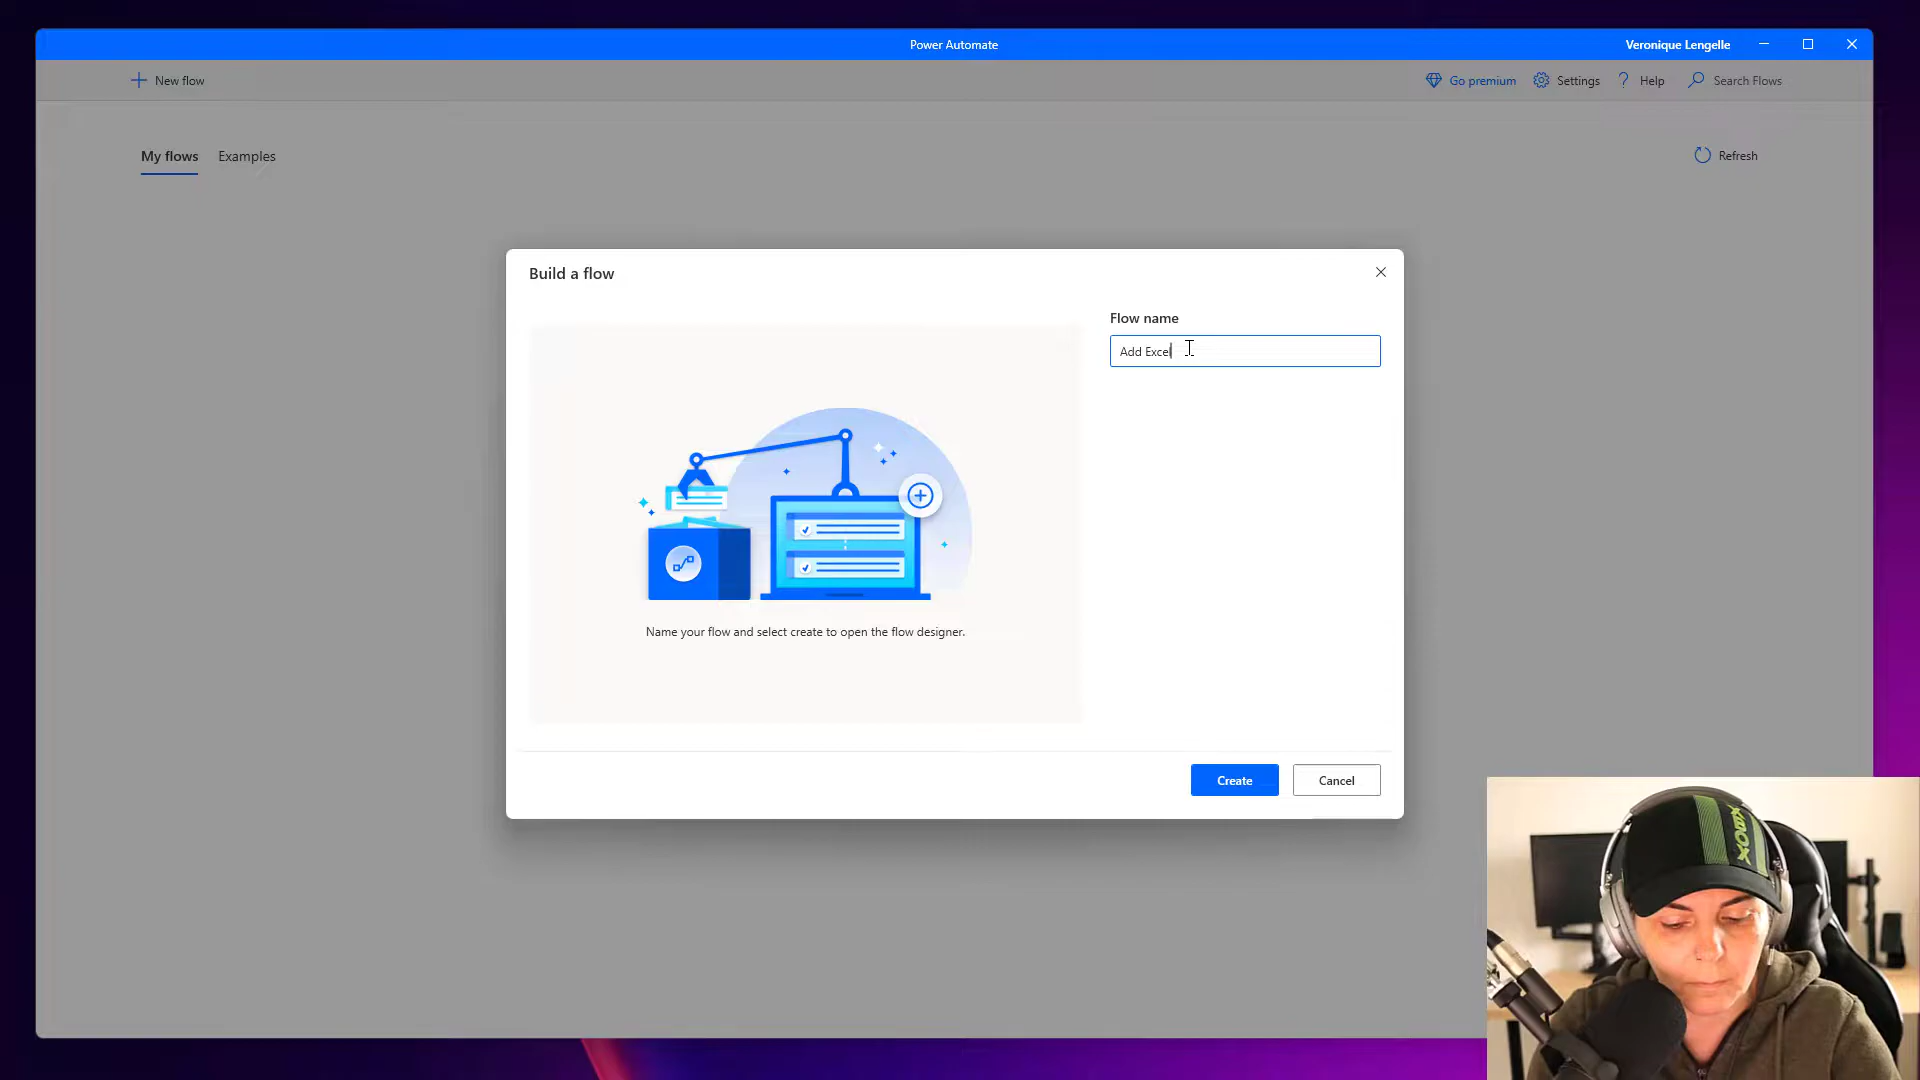 Power Automate
Veronique Lengelle
New flow
Go premium
Settings
Help
Search Flows
My flows
Examples
Refresh
Build a flow
Flow name
Add Excel
Name your flow and select create to open the flow designer.
Create
Cancel
XBOX